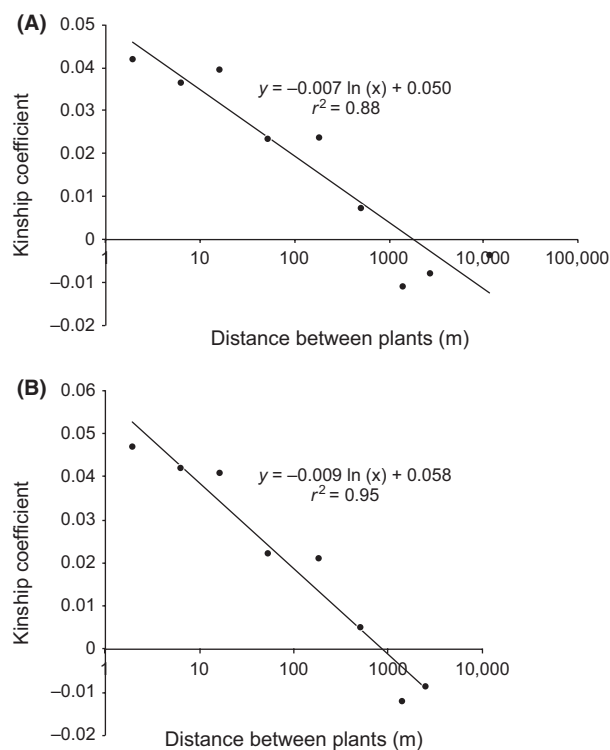 (A)
0.05
0.04
0.03
0.02
0.01
0
–0.01
–0.02
Kinship coefficient
y = –0.007 ln (x) + 0.050
r² = 0.88
1 10 100 1000 10,000 100,000
Distance between plants (m)
(B)
0.06
0.05
0.04
0.03
0.02
0.01
0
–0.01
–0.02
Kinship coefficient
y = –0.009 ln (x) + 0.058
r² = 0.95
1 10 100 1000 10,000
Distance between plants (m)